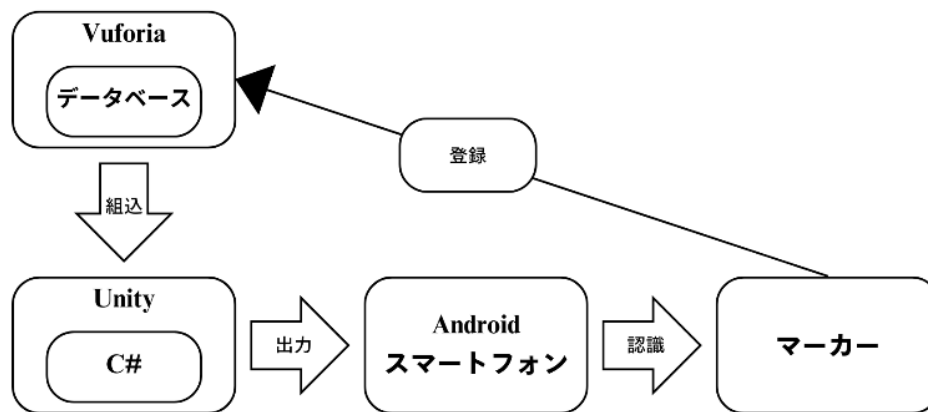 Vuforia
データベース
登録
組込
Unity
C#
出力
Android
スマートフォン
認識
マーカー